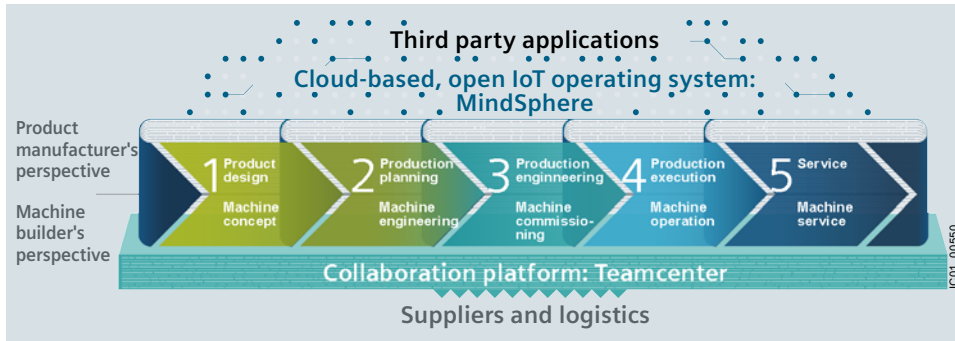 Third party applications
Cloud-based, open IoT operating system:
MindSphere
Product
manufacturer's
perspective
Machine
builder's
perspective
1 Product
design
Machine
concept
2 Production
planning
Machine
engineering
3 Production
enginneering
Machine
commissio-
ning
4 Production
execution
Machine
operation
5 Service
Machine
service
Collaboration platform: Teamcenter
Suppliers and logistics